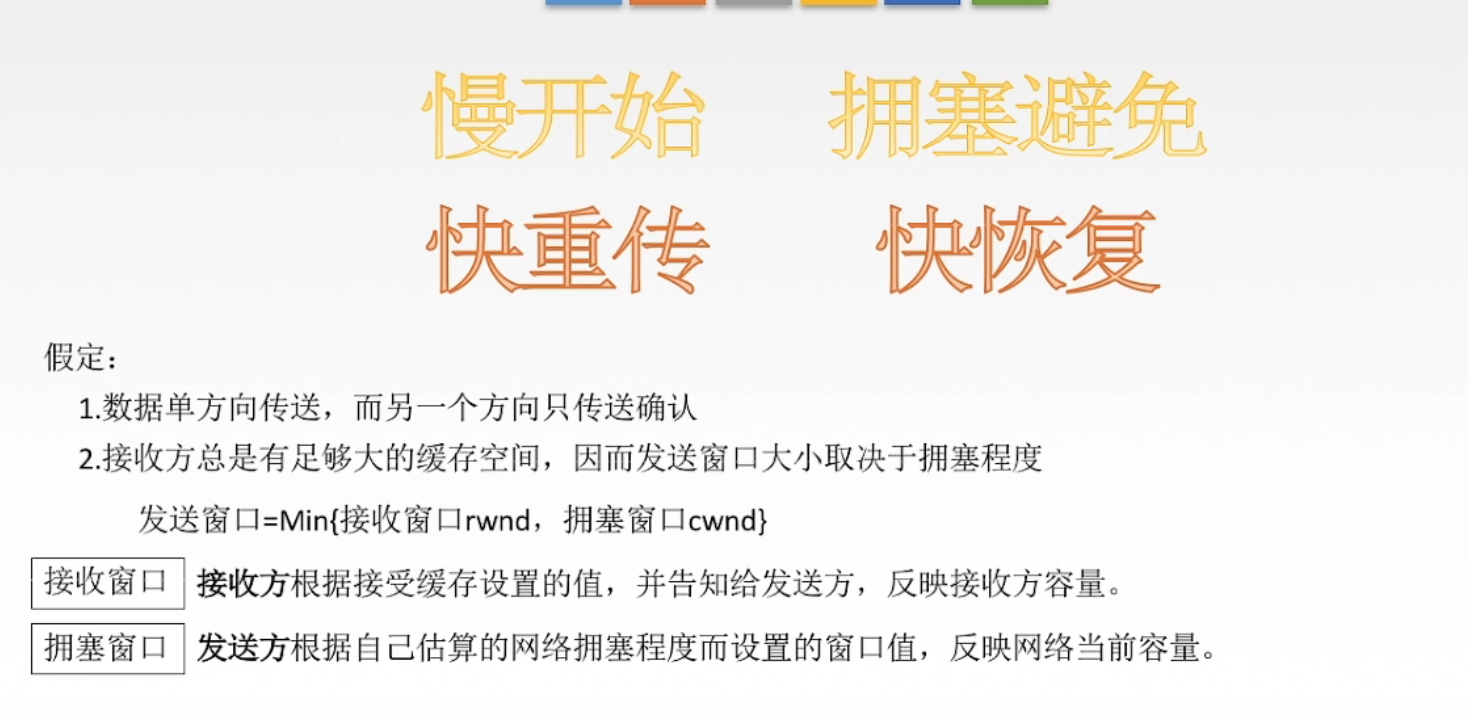 慢开始 拥塞避免
快重传 快恢复
假定：
1.数据单方向传送，而另一个方向只传送确认
2.接收方总是有足够大的缓存空间，因而发送窗口大小取决于拥塞程度
发送窗口=Min{接收窗口rwnd，拥塞窗口cwnd}
接收窗口 接收方根据接受缓存设置的值，并告知给发送方，反映接收方容量。
拥塞窗口 发送方根据自己估算的网络拥塞程度而设置的窗口值，反映网络当前容量。